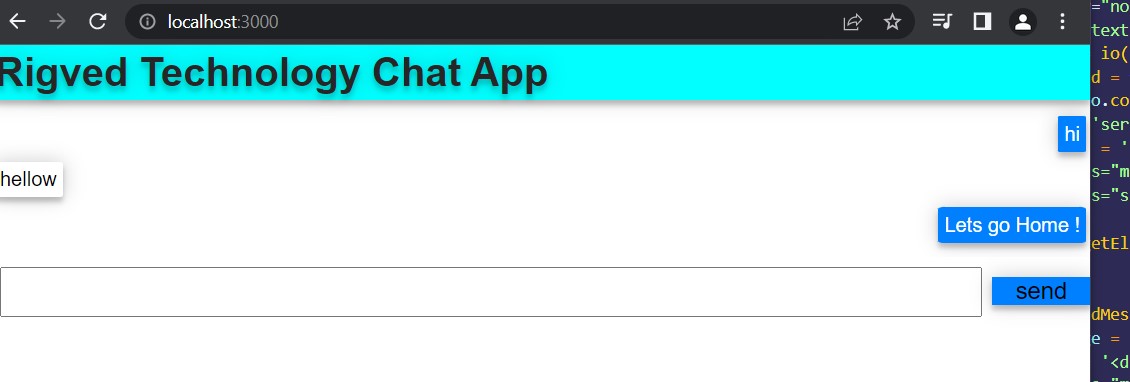 localhost:3000
="no
text
Rigved Technology Chat App
io(
d =
o.co
hi
'ser
= '
hellow
s="m
s="s
Lets go Home !
etEl
send
dMes
e =
'<d